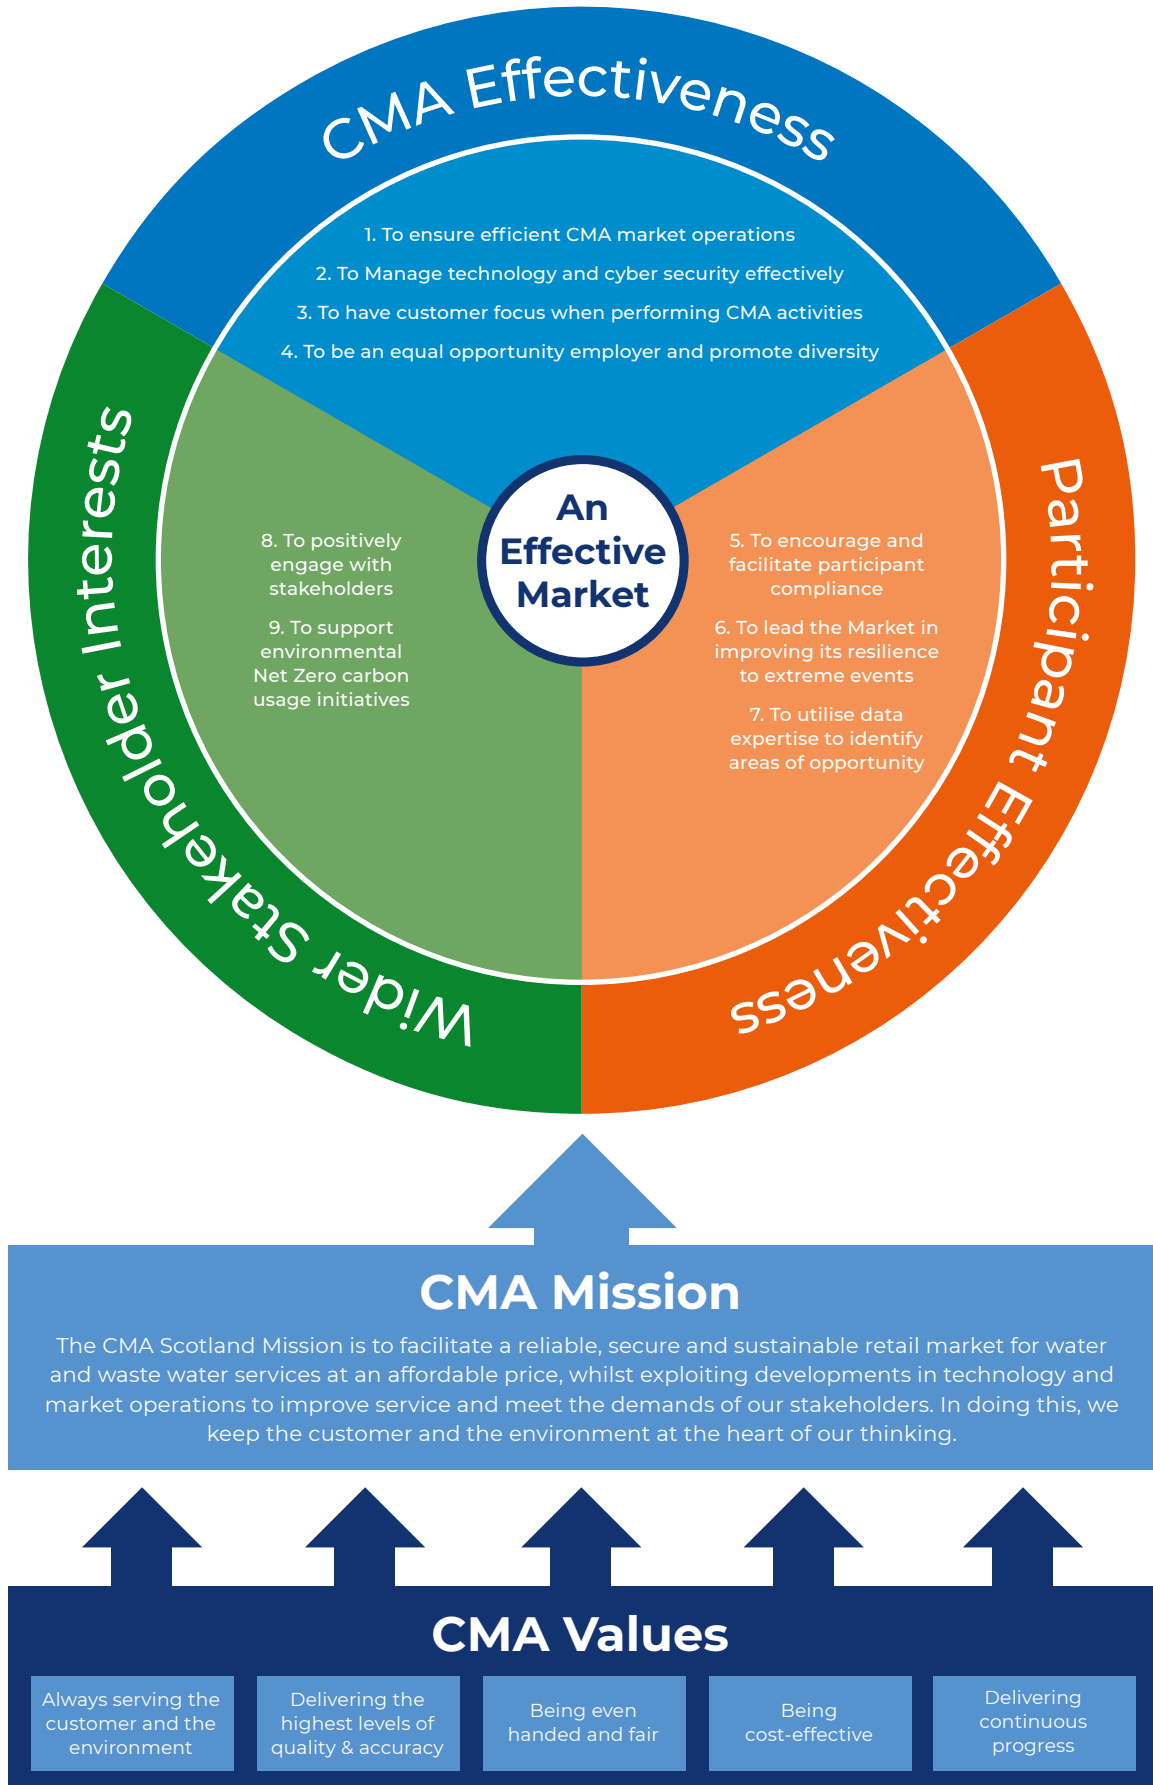 CMA Effectiveness
1. To ensure efficient CMA market operations
2. To Manage technology and cyber security effectively
3. To have customer focus when performing CMA activities
4. To be an equal opportunity employer and promote diversity
An
Effective
Market
Participant Effectiveness
5. To encourage and
facilitate participant
compliance
6. To lead the Market in
improving its resilience
to extreme events
7. To utilise data
expertise to identify
areas of opportunity
Wider Stakeholder Interests
8. To positively
engage with
stakeholders
9. To support
environmental
Net Zero carbon
usage initiatives
CMA Mission
The CMA Scotland Mission is to facilitate a reliable, secure and sustainable retail market for water
and waste water services at an affordable price, whilst exploiting developments in technology and
market operations to improve service and meet the demands of our stakeholders. In doing this, we
keep the customer and the environment at the heart of our thinking.
CMA Values
Always serving the
customer and the
environment
Delivering the
highest levels of
quality & accuracy
Being even
handed and fair
Being
cost-effective
Delivering
continuous
progress